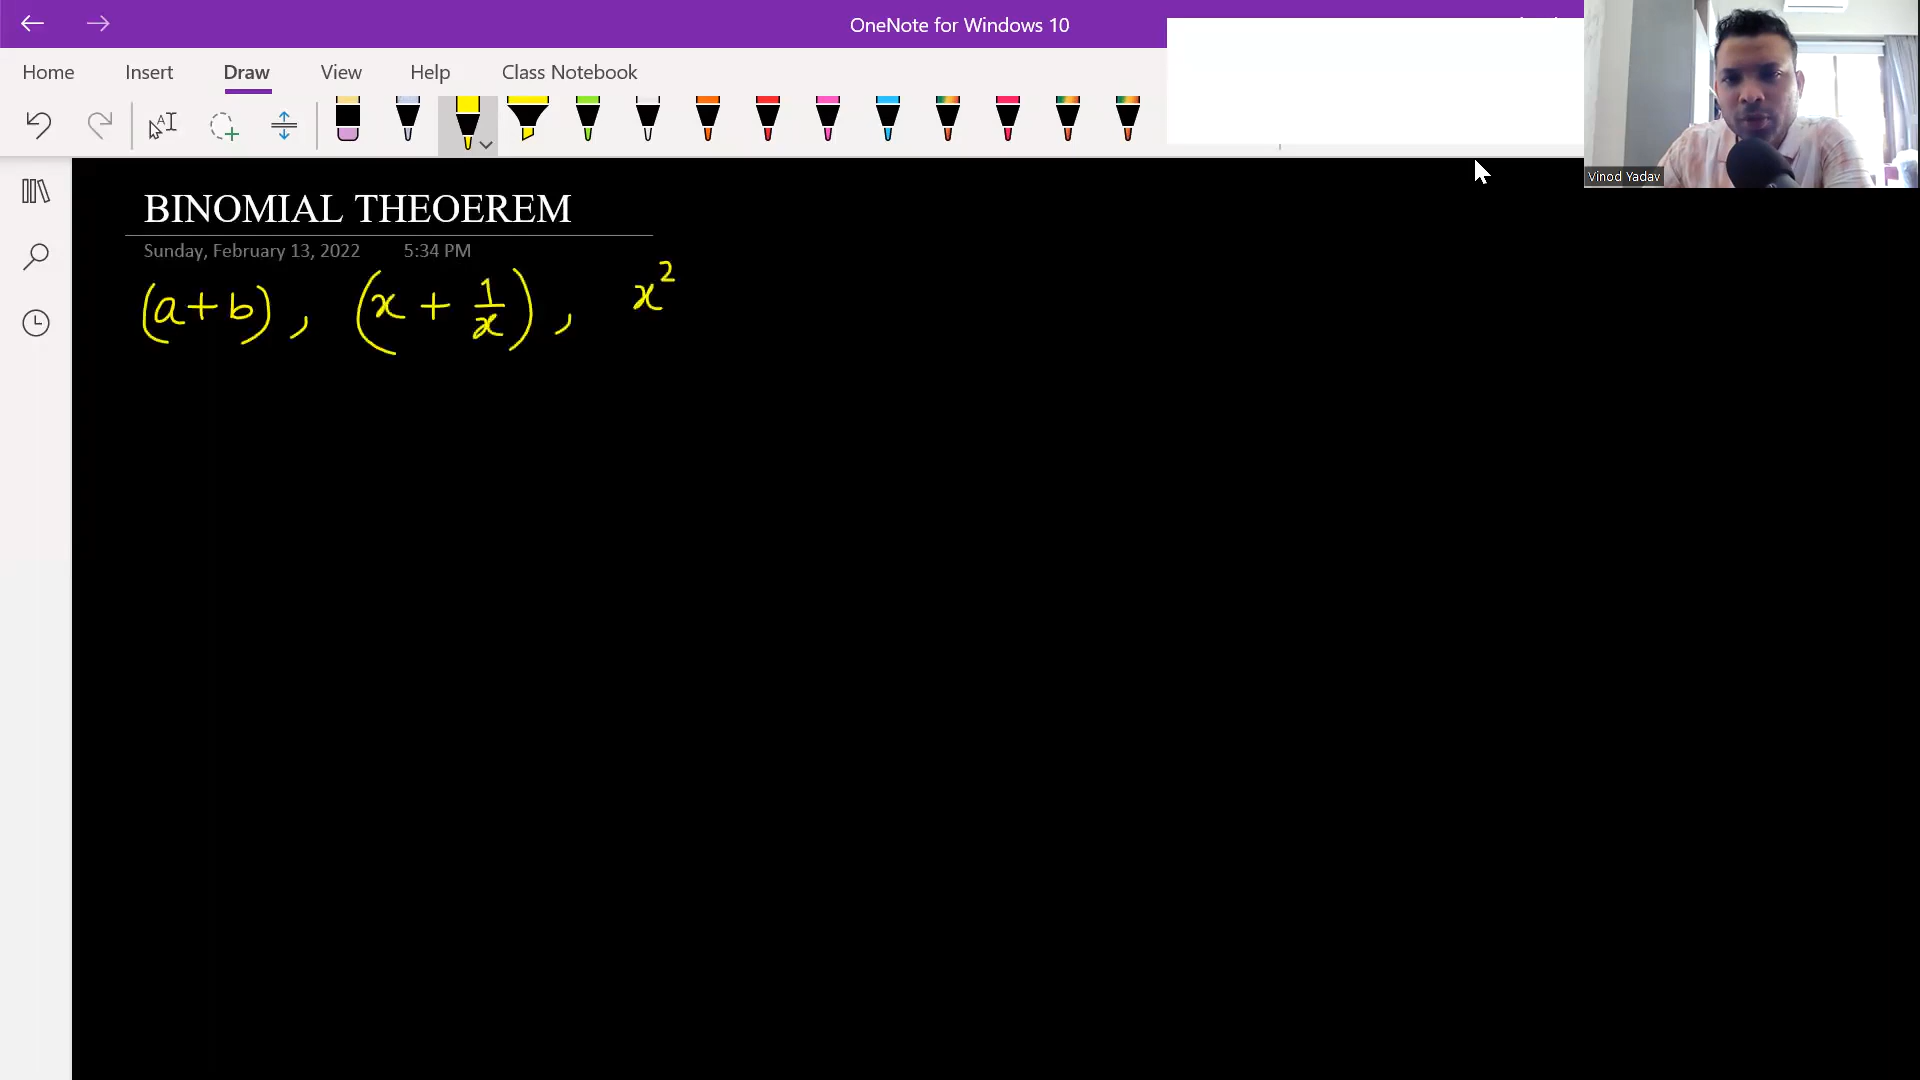 OneNote for Windows 10
Home Insert Draw View Help Class Notebook
Vinod Yadav
BINOMIAL THEOEREM
Sunday, February 13, 2022 5:34 PM
(a+b), (x + 1/x), x²